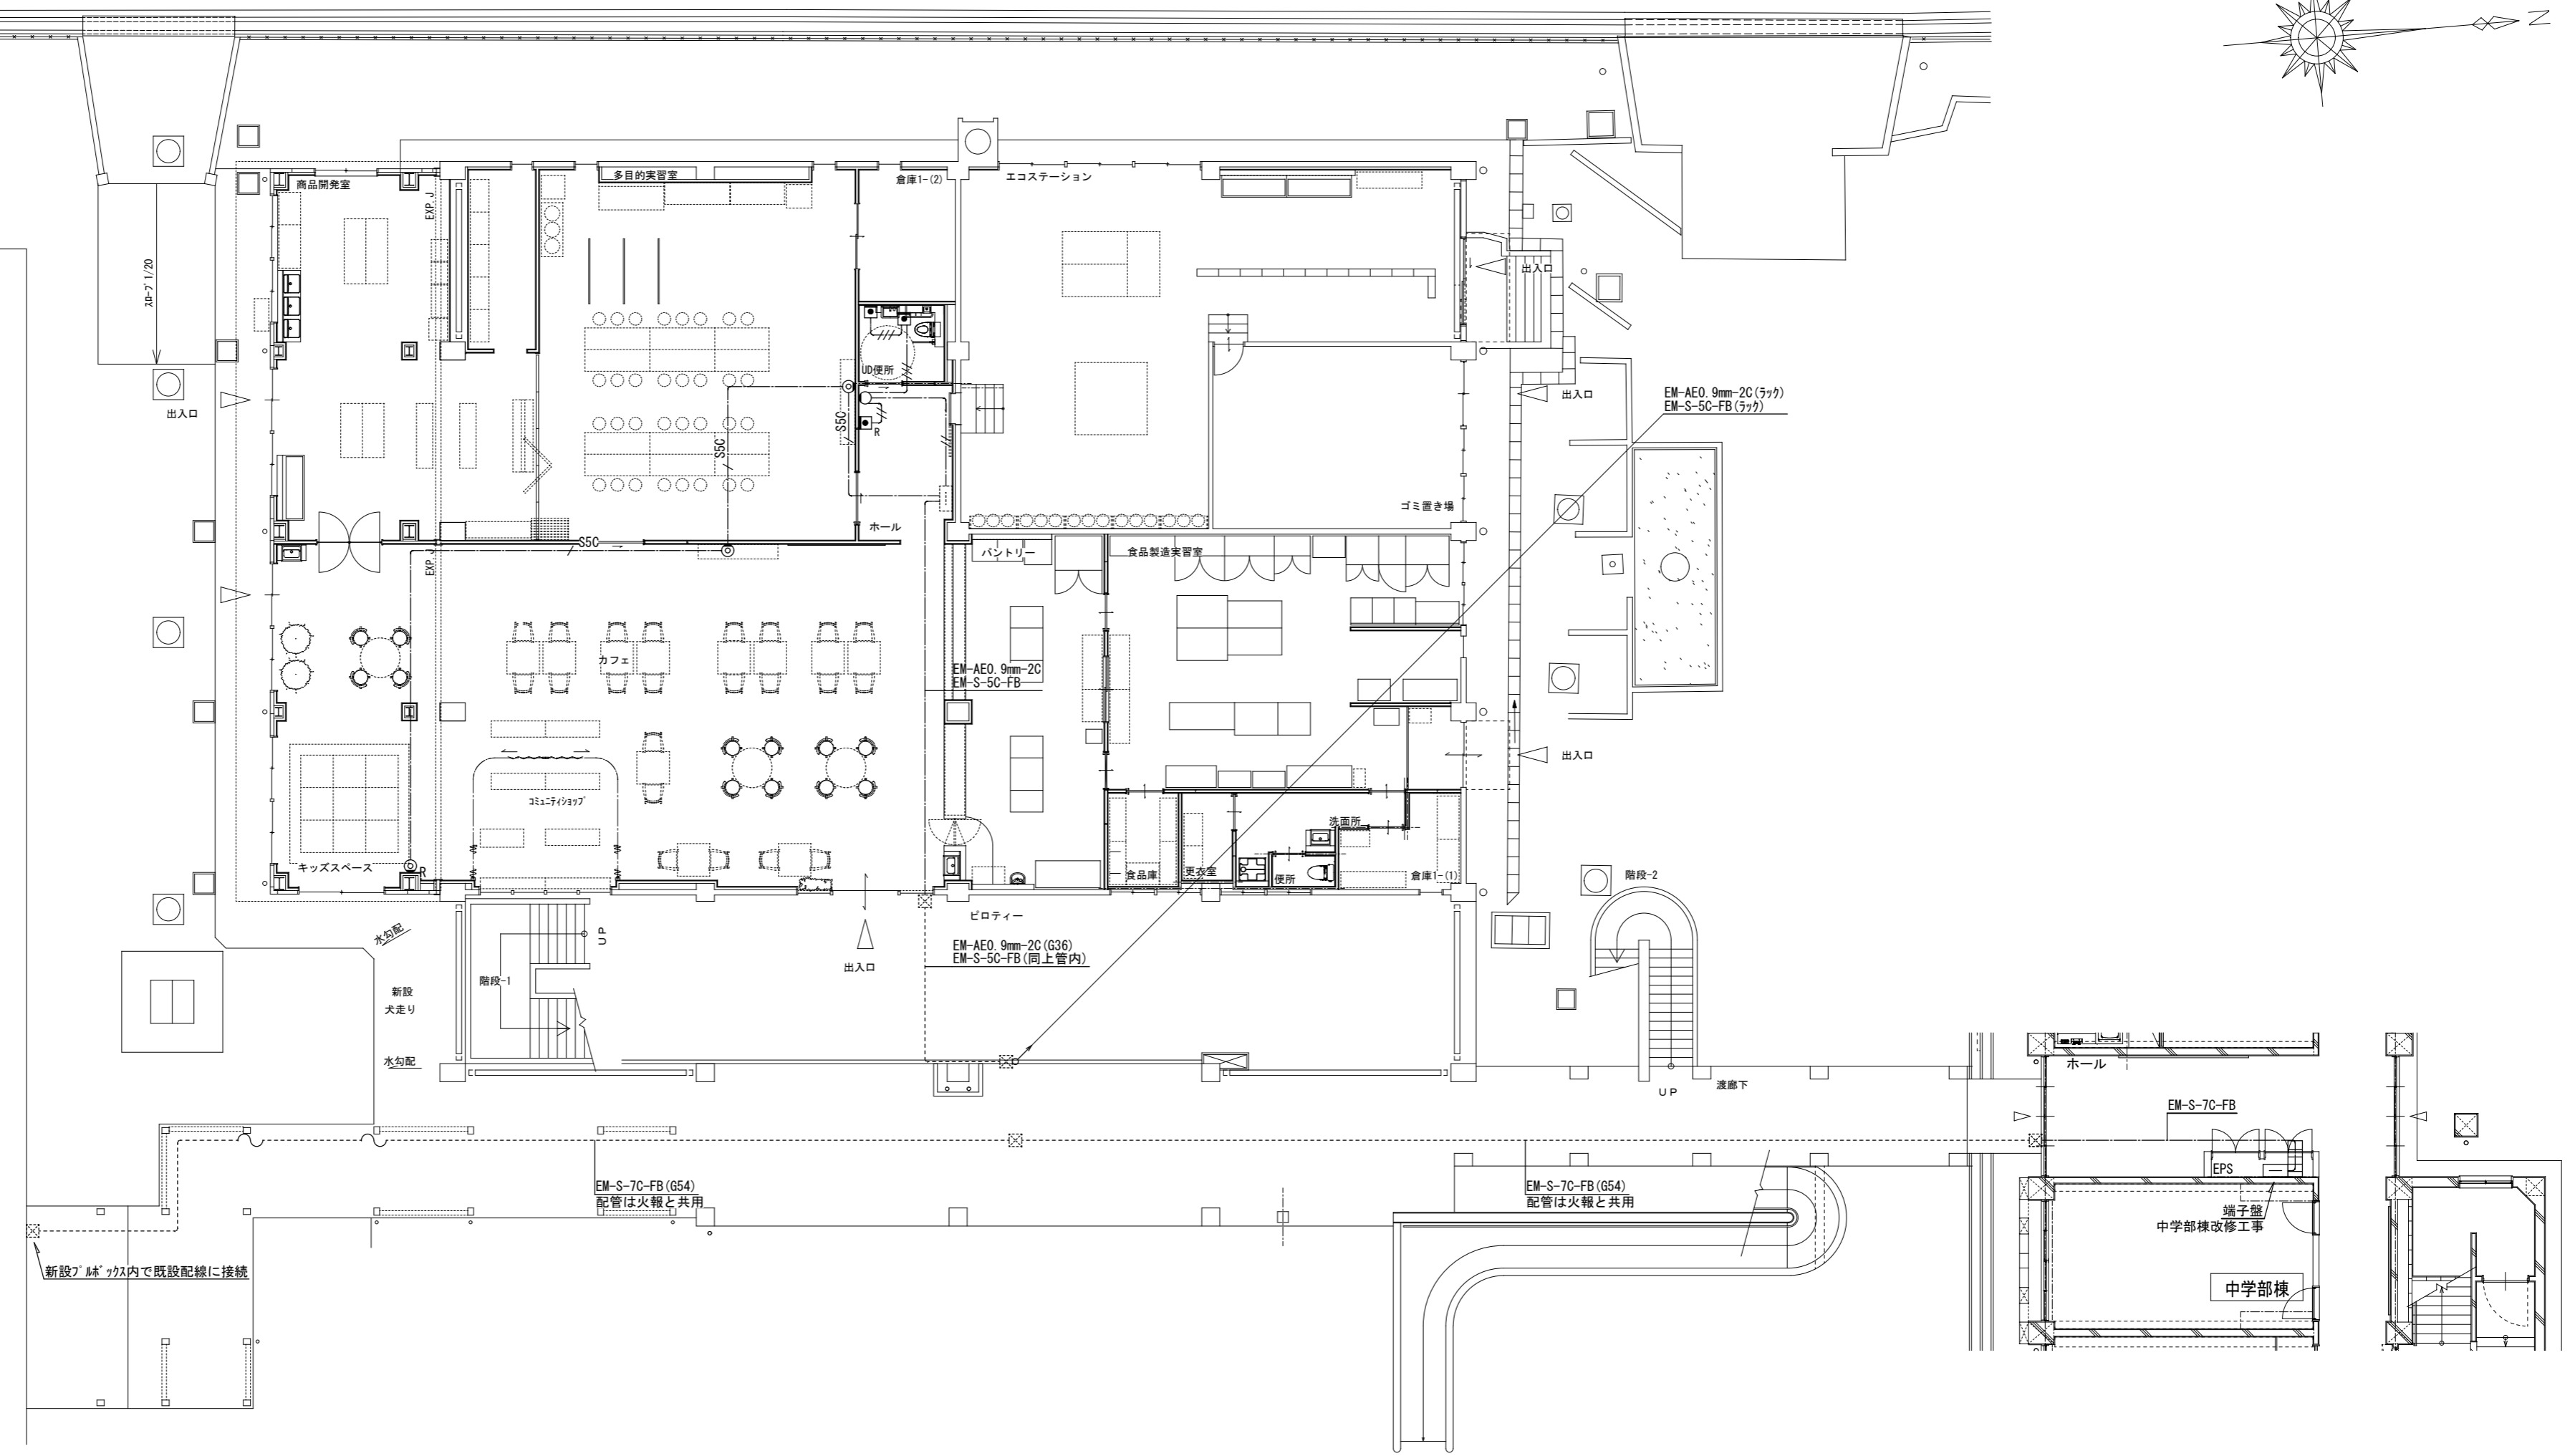 N
商品開発室
EXP.J
多目的実習室
倉庫1-(2)
エコステーション
ｽﾛｰﾌﾟ1/20
出入口
UD便所
出入口
S5C
S5C
R
出入口
EM-AE0.9mm-2C(ラック)
EM-S-5C-FB(ラック)
ゴミ置き場
ホール
S5C
EXP.J
パントリー
食品製造実習室
カフェ
EM-AE0.9mm-2C
EM-S-5C-FB
出入口
コミュニティショップ
洗面所
キッズスペース
R
食品庫
更衣室
便所
倉庫1-(1)
階段-2
ピロティー
水勾配
UP
EM-AE0.9mm-2C(G36)
EM-S-5C-FB(同上管内)
出入口
階段-1
新設
犬走り
水勾配
UP
渡廊下
ホール
EM-S-7C-FB
EPS
EM-S-7C-FB(G54)
配管は火報と共用
EM-S-7C-FB(G54)
配管は火報と共用
端子盤
中学部棟改修工事
新設ﾌﾟﾙﾎﾞｯｸｽ内で既設配線に接続
中学部棟